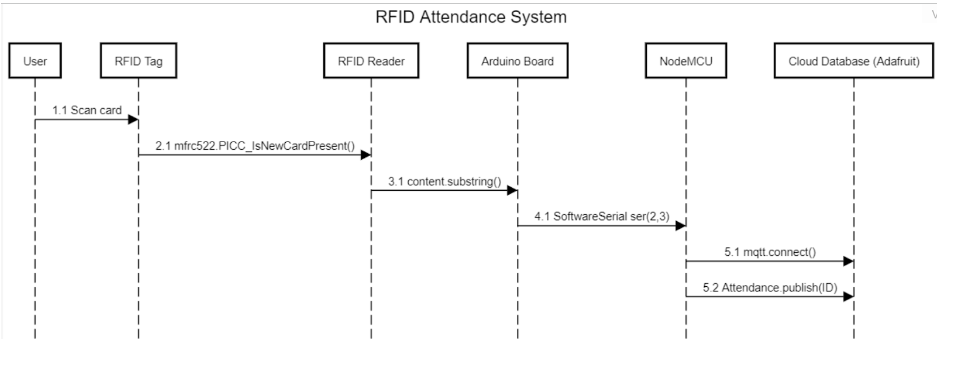 RFID Attendance System
User
RFID Tag
RFID Reader
Arduino Board
NodeMCU
Cloud Database (Adafruit)
1.1 Scan card
2.1 mfrc522.PICC_IsNewCardPresent()
3.1 content.substring()
4.1 SoftwareSerial ser(2,3)
5.1 mqtt.connect()
5.2 Attendance.publish(ID)